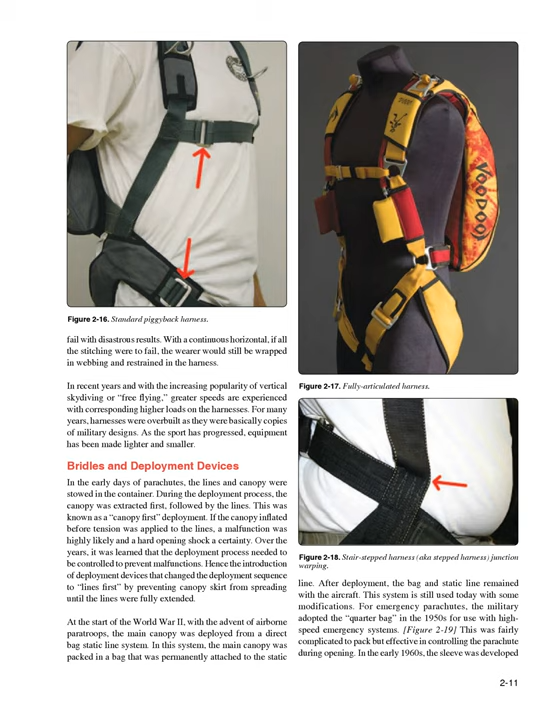 Figure 2-16. Standard piggyback harness.
fail with disastrous results. With a continuous horizontal, if all
the stitching were to fail, the wearer would still be wrapped
in webbing and restrained in the harness.
In recent years and with the increasing popularity of vertical
skydiving or “free flying,” greater speeds are experienced
with corresponding higher loads on the harnesses. For many
years, harnesses were overbuilt as they were basically copies
of military designs. As the sport has progressed, equipment
has been made lighter and smaller.
Bridles and Deployment Devices
In the early days of parachutes, the lines and canopy were
stowed in the container. During the deployment process, the
canopy was extracted first, followed by the lines. This was
known as a “canopy first” deployment. If the canopy inflated
before tension was applied to the lines, a malfunction was
highly likely and a hard opening shock a certainty. Over the
years, it was learned that the deployment process needed to
be controlled to prevent malfunctions. Hence the introduction
of deployment devices that changed the deployment sequence
to “lines first” by preventing canopy skirt from spreading
until the lines were fully extended.
At the start of the World War II, with the advent of airborne
paratroops, the main canopy was deployed from a direct
bag static line system. In this system, the main canopy was
packed in a bag that was permanently attached to the static
VOODOO
Figure 2-17. Fully-articulated harness.
Figure 2-18. Stair-stepped harness (aka stepped harness) junction
warping.
line. After deployment, the bag and static line remained
with the aircraft. This system is still used today with some
modifications. For emergency parachutes, the military
adopted the “quarter bag” in the 1950s for use with high-
speed emergency systems. [Figure 2-19] This was fairly
complicated to pack but effective in controlling the parachute
during opening. In the early 1960s, the sleeve was developed
2-11